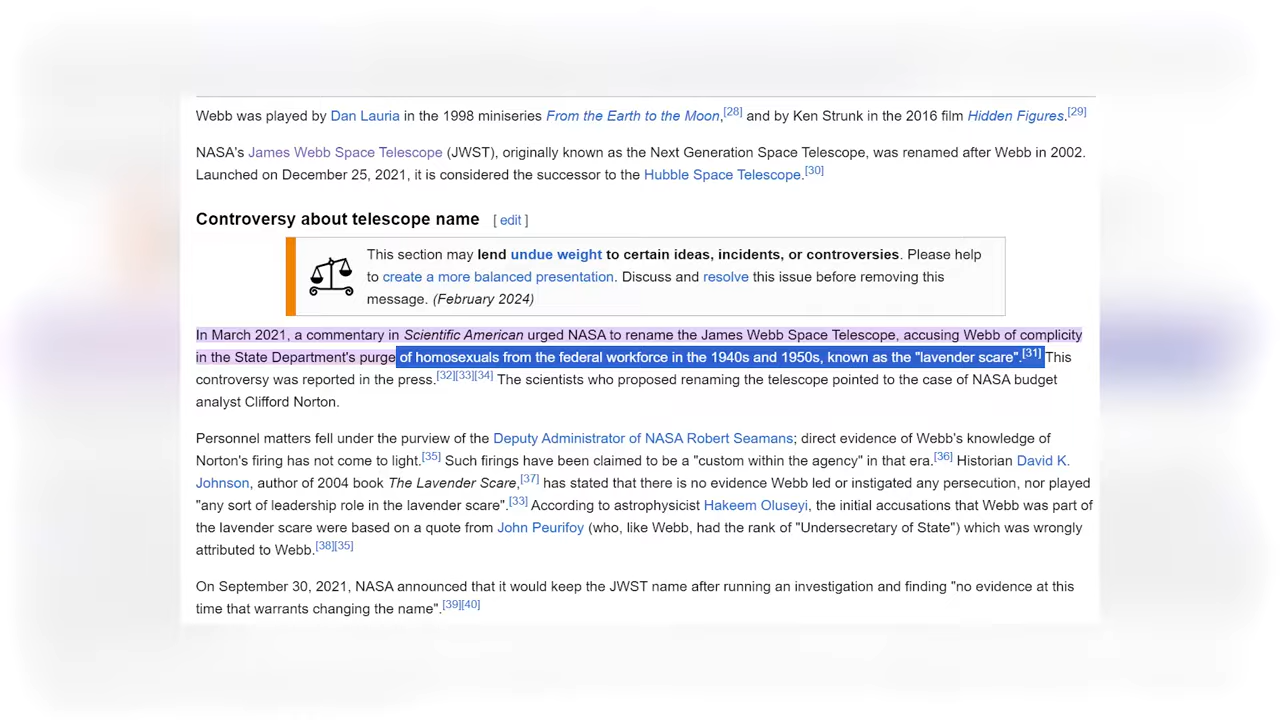 Webb was played by Dan Lauria in the 1998 miniseries From the Earth to the Moon,[28] and by Ken Strunk in the 2016 film Hidden Figures.[29]
NASA's James Webb Space Telescope (JWST), originally known as the Next Generation Space Telescope, was renamed after Webb in 2002.
Launched on December 25, 2021, it is considered the successor to the Hubble Space Telescope.[30]
Controversy about telescope name [ edit ]
This section may lend undue weight to certain ideas, incidents, or controversies. Please help
to create a more balanced presentation. Discuss and resolve this issue before removing this
message. (February 2024)
In March 2021, a commentary in Scientific American urged NASA to rename the James Webb Space Telescope, accusing Webb of complicity
in the State Department's purge of homosexuals from the federal workforce in the 1940s and 1950s, known as the "lavender scare".[31] This
controversy was reported in the press.[32][33][34] The scientists who proposed renaming the telescope pointed to the case of NASA budget
analyst Clifford Norton.
Personnel matters fell under the purview of the Deputy Administrator of NASA Robert Seamans; direct evidence of Webb's knowledge of
Norton's firing has not come to light.[35] Such firings have been claimed to be a "custom within the agency" in that era.[36] Historian David K.
Johnson, author of 2004 book The Lavender Scare,[37] has stated that there is no evidence Webb led or instigated any persecution, nor played
"any sort of leadership role in the lavender scare".[33] According to astrophysicist Hakeem Oluseyi, the initial accusations that Webb was part of
the lavender scare were based on a quote from John Peurifoy (who, like Webb, had the rank of "Undersecretary of State") which was wrongly
attributed to Webb.[38][35]
On September 30, 2021, NASA announced that it would keep the JWST name after running an investigation and finding "no evidence at this
time that warrants changing the name".[39][40]